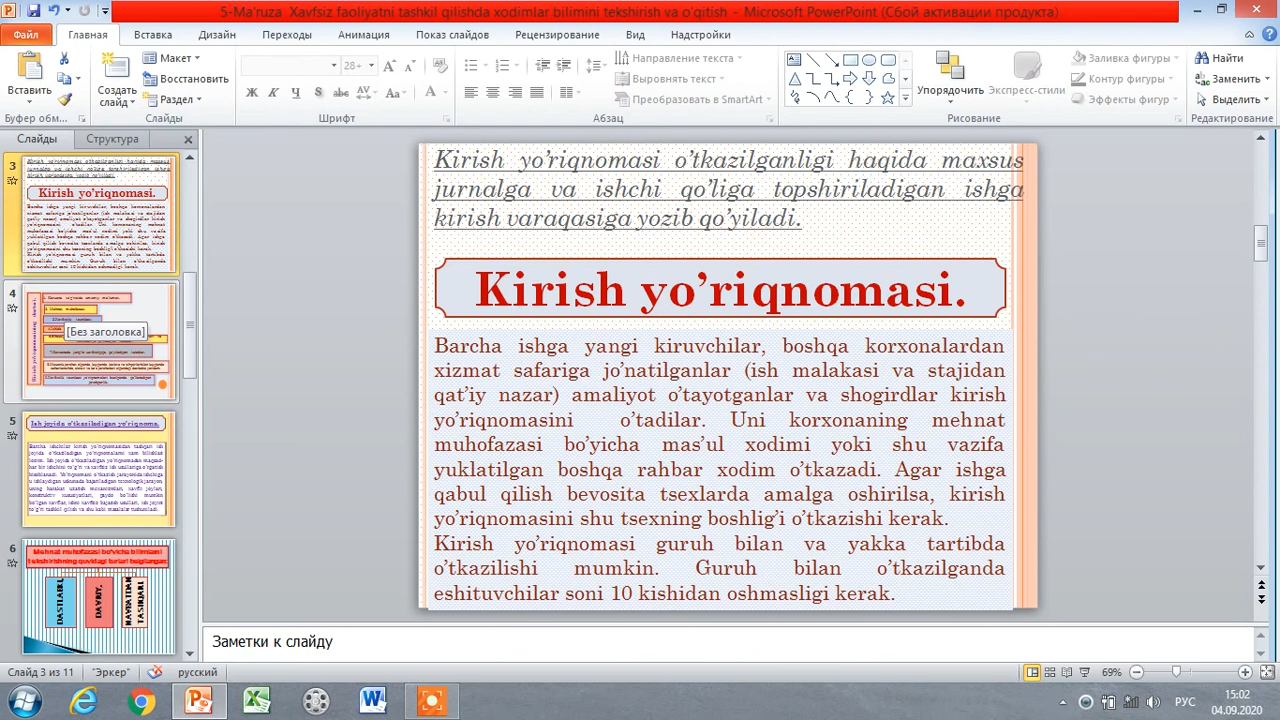 5-Ma'ruza Xavfsiz faoliyatni tashkil qilishda xodimlar bilimini tekshirish va o'qitish - Microsoft PowerPoint (Сбой активации продукта)
Файл Главная Вставка Дизайн Переходы Анимация Показ слайдов Рецензирование Вид Надстройки
Вставить
Создать слайд
Макет
Восстановить
Раздел
28
Направление текста
Выровнять текст
Преобразовать в SmartArt
Упорядочить
Экспресс-стили
Заливка фигуры
Контур фигуры
Эффекты фигур
Найти
Заменить
Выделить
Буфер обм...
Слайды
Шрифт
Абзац
Рисование
Редактирование
Слайды Структура
3
Kirish yo'riqnomasi.
4
[Без заголовка]
5
Ish joyida o'tkaziladigan yo'riqnoma.
6
Mehnat muhofazasi bo'yicha bilimlarni
tekshirishning quyidagi turlari belgilangan:
DASTLABKI,
DAVRIY,
NAVBATDAN
TASHQARI
Kirish yo’riqnomasi o’tkazilgunligi haqida maxsus
jurnalga va ishchi qo’liga topshiriladigan ishga
kirish varaqasiga yozib qo’yiladi.
Kirish yo’riqnomasi.
Barcha ishga yangi kiruvchilar, boshqa korxonalardan
xizmat safariga jo’natilganlar (ish malakasi va stajidan
qat’iy nazar) amaliyot o’tayotganlar va shogirdlar kirish
yo’riqnomasini o’tadilar. Uni korxonaning mehnat
muhofazasi bo’yicha mas’ul xodimi yoki shu vazifa
yuklatilgan boshqa rahbar xodim o’tkazadi. Agar ishga
qabul qilish bevosita tsexlarda amalga oshirilsa, kirish
yo’riqnomasini shu tsexning boshlig’i o’tkazishi kerak.
Kirish yo’riqnomasi guruh bilan va yakka tartibda
o’tkazilishi mumkin. Guruh bilan o’tkazilganda
eshituvchilar soni 10 kishidan oshmasligi kerak.
Заметки к слайду
Слайд 3 из 11 "Эркер" русский 69%
РУС
15:02
04.09.2020